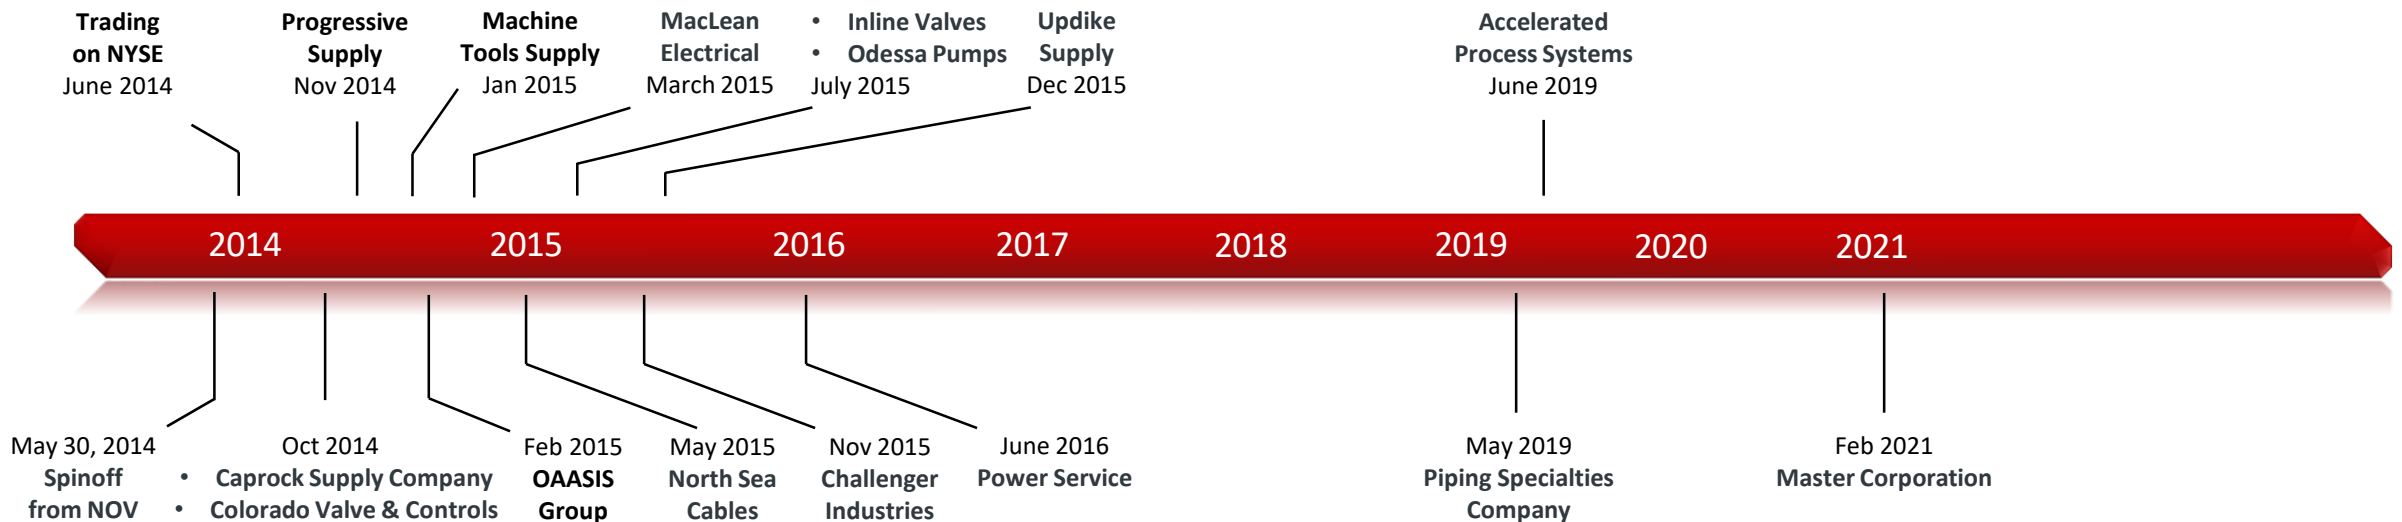 Trading
on NYSE
June 2014
Progressive
Supply
Nov 2014
Machine
Tools Supply
Jan 2015
MacLean
Electrical
March 2015
• Inline Valves
• Odessa Pumps
July 2015
Updike
Supply
Dec 2015
Accelerated
Process Systems
June 2019
2014 2015 2016 2017 2018 2019 2020 2021
May 30, 2014
Spinoff
from NOV
Oct 2014
• Caprock Supply Company
• Colorado Valve & Controls
Feb 2015
OAASIS
Group
May 2015
North Sea
Cables
Nov 2015
Challenger
Industries
June 2016
Power Service
May 2019
Piping Specialties
Company
Feb 2021
Master Corporation